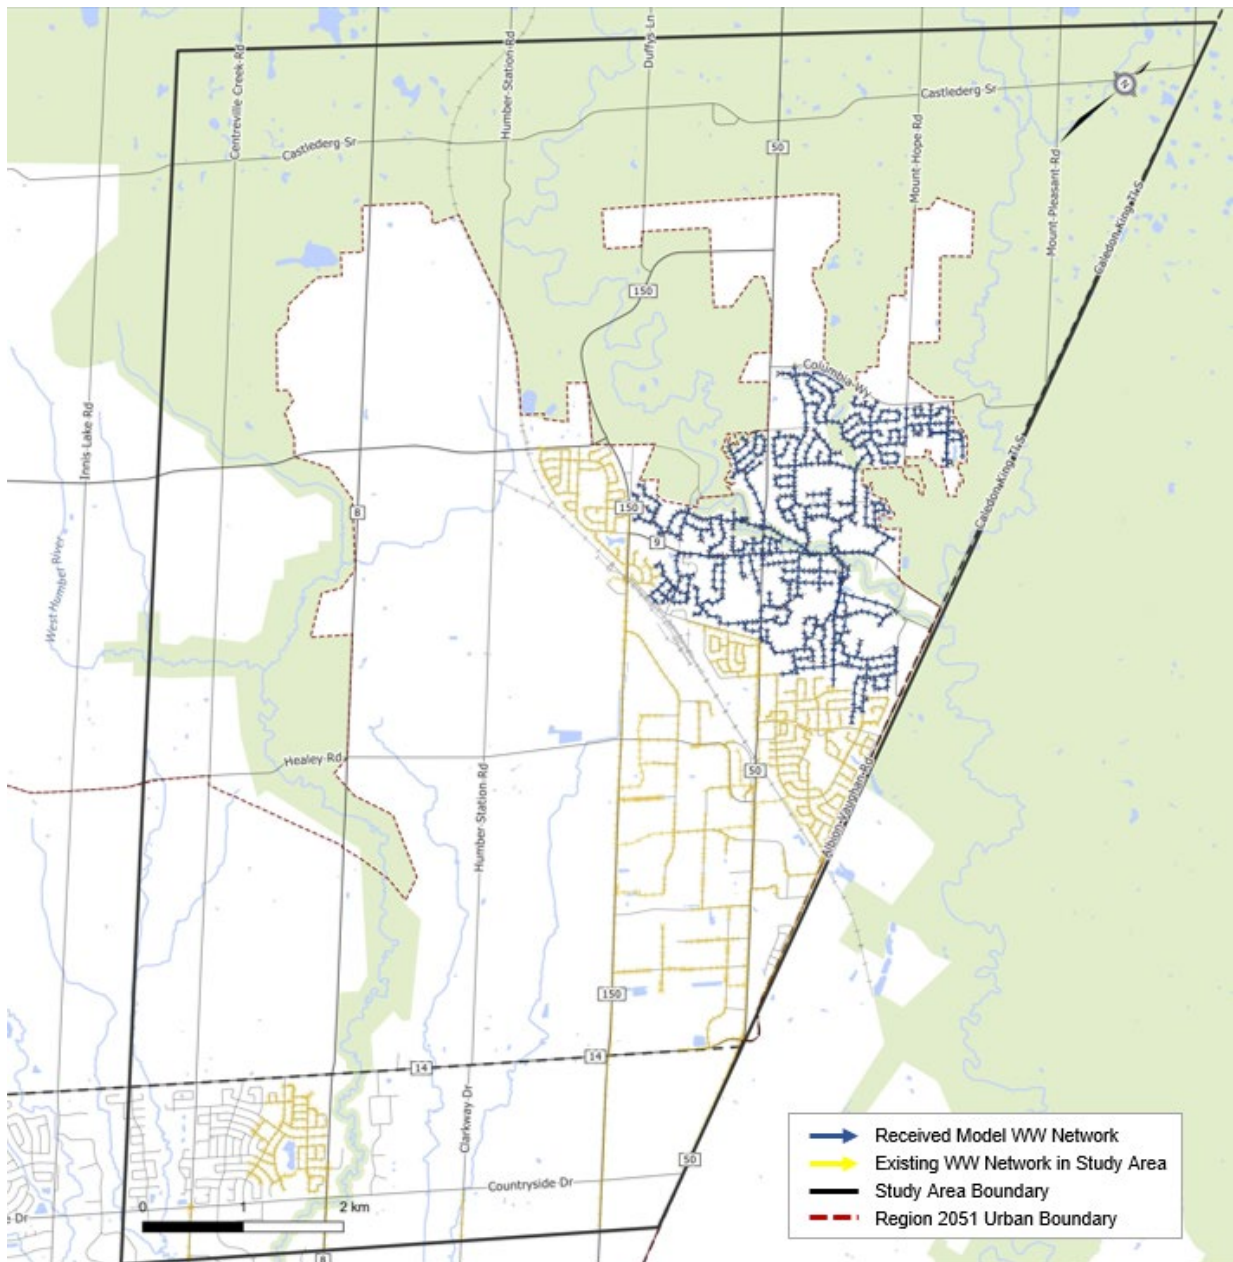 Centreville Creek Rd
Humber Station Rd
Duffys Ln
Castlederg Sr
N
Castlederg Sr
50
Mount Hope Rd
Mount Pleasant Rd
Caledon King Tl S
150
Columbia Wy
Innis Lake Rd
Caledon King Tl S
8
150
9
West Humber River
Healey Rd
50
Humber Station Rd
Albion Vaughan Rd
150
14
14
Clarkway Dr
50
Countryside Dr
e Dr
0 1 2 km
8
Received Model WW Network
Existing WW Network in Study Area
Study Area Boundary
Region 2051 Urban Boundary